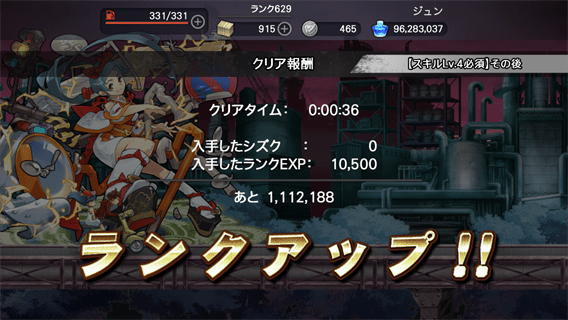 ランク629
ジュン
331/331
915
465
96,283,037
クリア報酬
【スキルLv.4必須】その後
クリアタイム： 0:00:36
入手したシズク ： 0
入手したランクEXP： 10,500
あと 1,112,188
ランクアップ!!